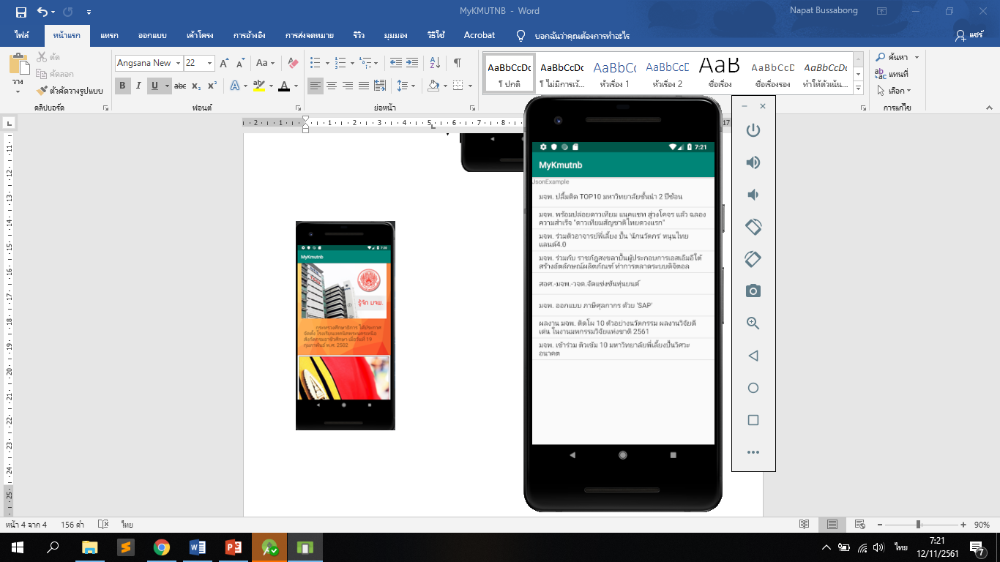 MyKMUTNB - Word
Napat Bussabong
ไฟล์ หน้าแรก แทรก ออกแบบ เค้าโครง การอ้างอิง การส่งจดหมาย รีวิว มุมมอง วิธีใช้ Acrobat บอกฉันว่าคุณต้องการทำอะไร แชร์
วาง
ตัด
คัดลอก
ตัวคัดวางรูปแบบ
คลิปบอร์ด
Angsana New 22
B I U abc x₂ x² A ab A
Aa
ฟอนต์
ย่อหน้า
AaBbCcDc AaBbCcDc AaBbCc AaBbCcD AaB AaBbCcD AaBbCcDc
¶ ปกติ ¶ ไม่มีการเว้... หัวเรื่อง 1 หัวเรื่อง 2 ชื่อเรื่อง ชื่อเรื่องรอง ทำให้ตัวเน้น...
ค้นหา
แทนที่
เลือก
การแก้ไข
2 1 1 2 3 4 5 6 7 8 17
11
12
13
14
15
16
17
18
19
20
21
22
23
24
25
MyKmutnb
รู้จัก มจพ.
กระทรวงศึกษาธิการ ได้ประกาศ
จัดตั้ง โรงเรียนเทคนิคพระนครเหนือ
สังกัดกรมอาชีวศึกษา เมื่อวันที่ 19
กุมภาพันธ์ พ.ศ. 2502
7:21
MyKmutnb
JsonExample
มจพ. ปลื้มติด TOP10 มหาวิทยาลัยชั้นนำ 2 ปีซ้อน
มจพ. พร้อมปล่อยดาวเทียม แนคแซท สู่วงโคจร แล้ว ฉลอง
ความสำเร็จ "ดาวเทียมสัญชาติไทยดวงแรก"
มจพ. ร่วมติวอาจารย์พี่เลี้ยง ปั้น 'นักนวัตกร' หนุนไทย
แลนด์4.0
มจพ. ร่วมกับ ราชภัฏสงขลาปั้นผู้ประกอบการเอสเอ็มอีใต้
สร้างอัตลักษณ์ผลิตภัณฑ์ ทำการตลาดระบบดิจิตอล
สอศ.-มจพ.-วจต.จัดแข่งขันหุ่นยนต์
มจพ. ออกแบบ ภาษีศุลกากร ด้วย 'SAP'
ผลงาน มจพ. ติดโผ 10 ตัวอย่างนวัตกรรม ผลงานวิจัยดี
เด่น ในงานมหกรรมวิจัยแห่งชาติ 2561
มจพ. เข้าร่วม ติวเข้ม 10 มหาวิทยาลัยพี่เลี้ยงปั้นวิศวะ
อนาคต
หน้า 4 จาก 4 156 คำ ไทย
90%
ไทย
7:21
12/11/2561
7